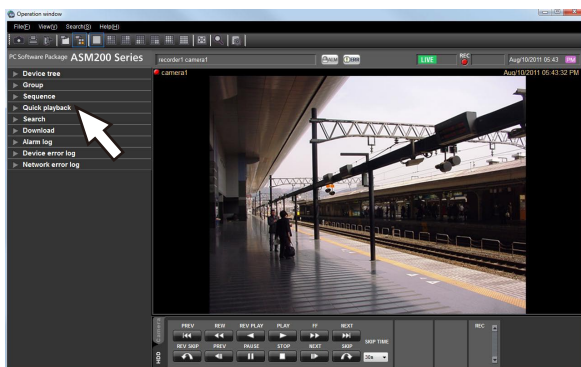 Operation window
File(F) View(V) Search(S) Help(H)
PC Software Package ASM200 Series
recorder1 camera1
ALM
ERR
LIVE
REC
Aug/10/2011 05:43 PM
Device tree
Group
Sequence
Quick playback
Search
Download
Alarm log
Device error log
Network error log
camera1
Aug/10/2011 05:43:32 PM
Camera
HDD
PREV REW REV PLAY PLAY FF NEXT
REV SKIP PREV PAUSE STOP NEXT SKIP
SKIP TIME
30s
REC